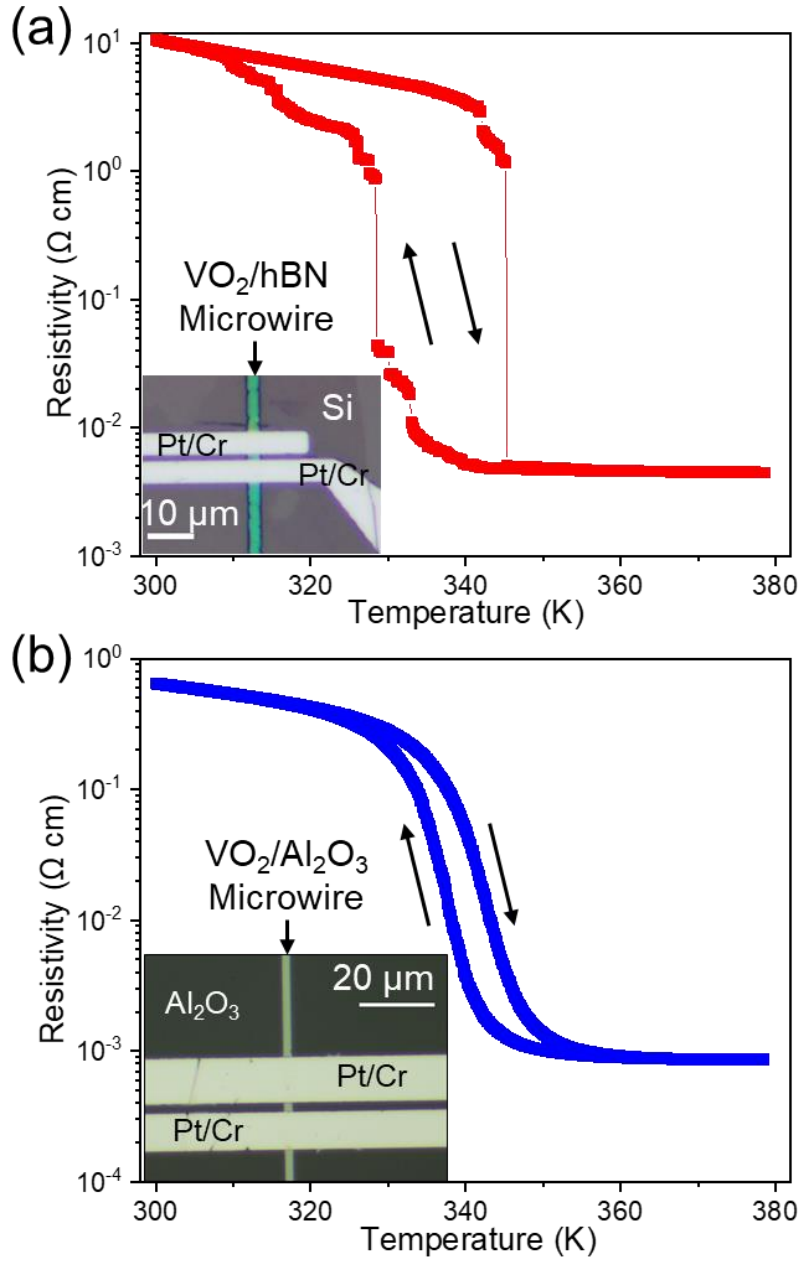 (a)
10¹
10⁰
10⁻¹
10⁻²
10⁻³
Resistivity (Ω cm)
VO₂/hBN
Microwire
Si
Pt/Cr
Pt/Cr
10 μm
300
320
340
360
380
Temperature (K)
(b)
10⁰
10⁻¹
10⁻²
10⁻³
10⁻⁴
Resistivity (Ω cm)
VO₂/Al₂O₃
Microwire
20 μm
Al₂O₃
Pt/Cr
Pt/Cr
300
320
340
360
380
Temperature (K)